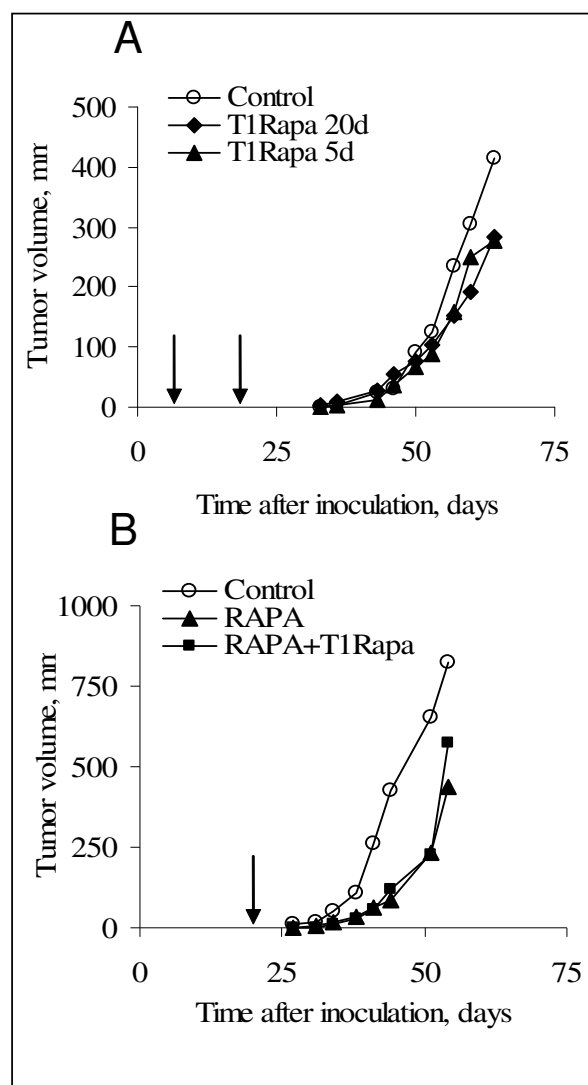 A
Control
T1Rapa 20d
T1Rapa 5d
Tumor volume, mm
500
400
300
200
100
0
0 25 50 75
Time after inoculation, days
B
Control
RAPA
RAPA+T1Rapa
Tumor volume, mm
1000
750
500
250
0
0 25 50 75
Time after inoculation, days